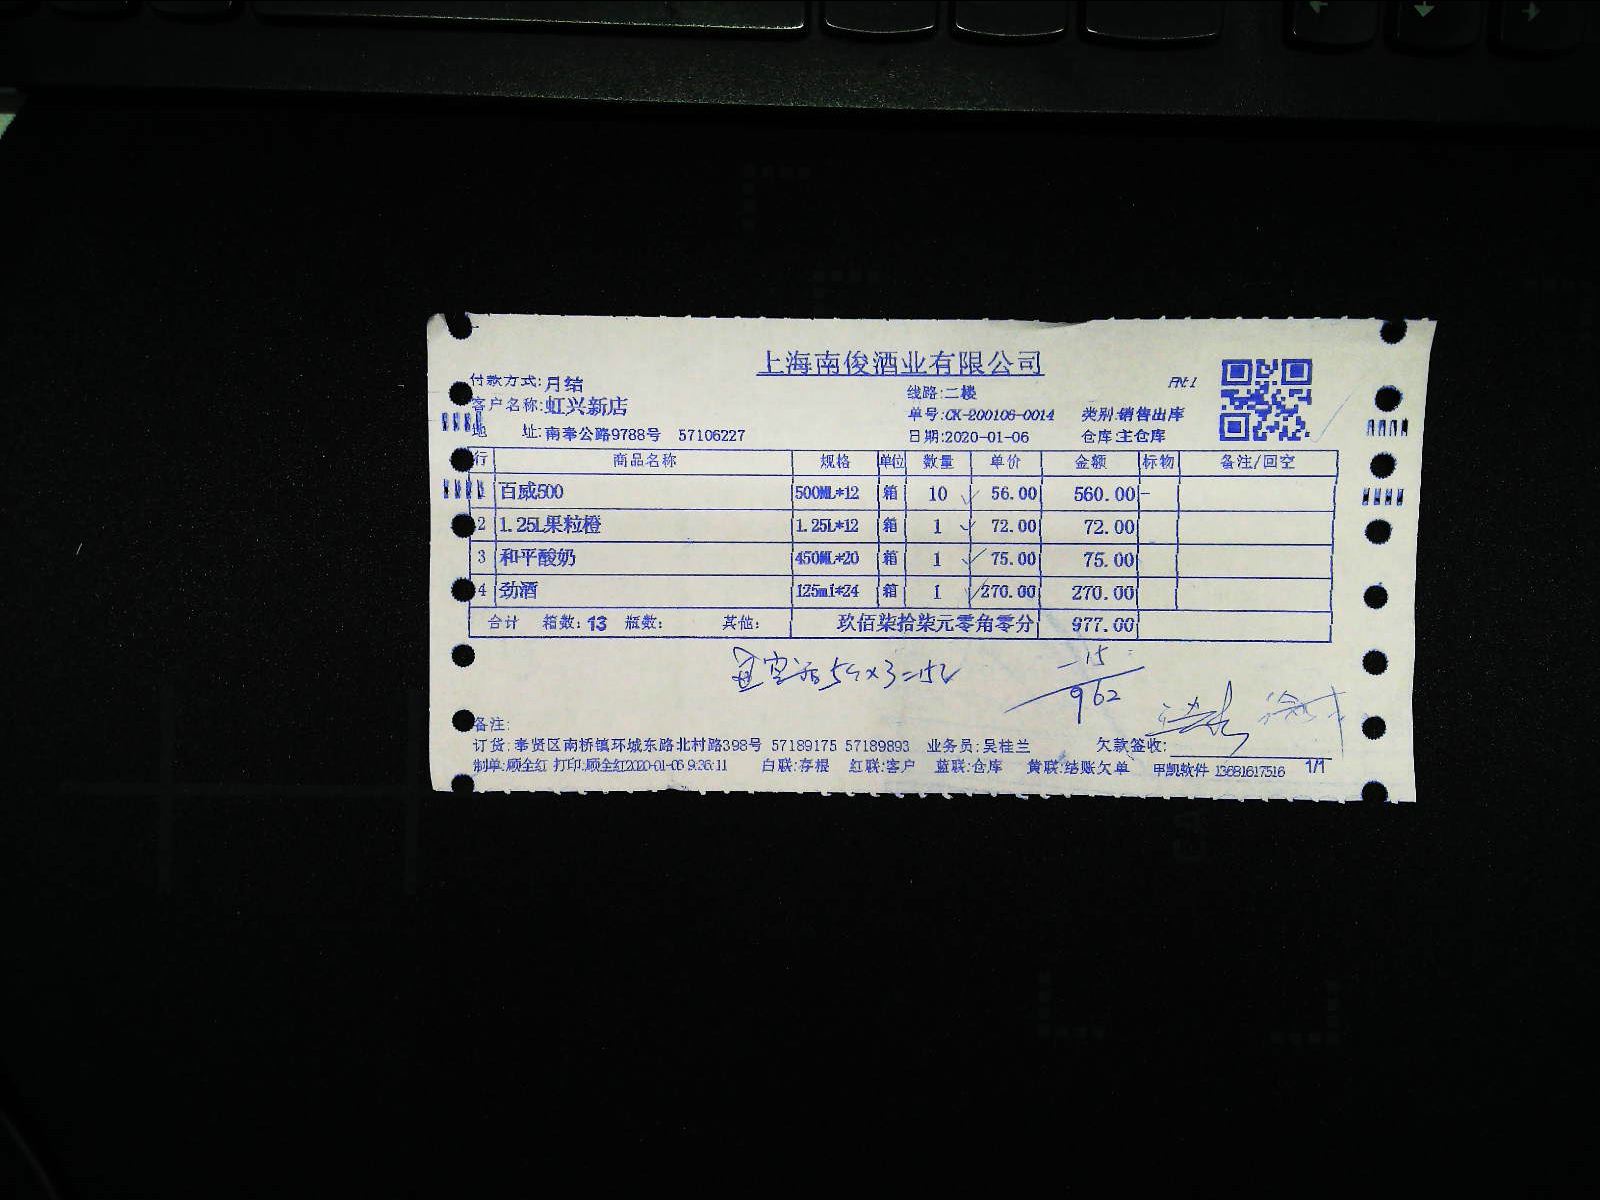 上海南俊酒业有限公司
付款方式:月结 线路:二楼
客户名称:虹兴新店 单号:CK-200106-0014 类别:销售出库
地 址:南奉公路9788号 57106227 日期:2020-01-06 仓库:主仓库
行 商品名称 规格 单位 数量 单价 金额 标物 备注/回空
百威500 500ML*12 箱 10 56.00 560.00 -
2 1.25L果粒橙 1.25L*12 箱 1 72.00 72.00
3 和平酸奶 450ML*20 箱 1 75.00 75.00
4 劲酒 125ml*24 箱 1 270.00 270.00
合计 箱数: 13 瓶数: 其他: 玖佰柒拾柒元零角零分 977.00
-15
962
备注:
订货:奉贤区南桥镇环城东路北村路398号 57189175 57189893 业务员:吴桂兰 欠款签收:
制单:顾全红 打印:顾全红2020-01-06 9:36:11 白联:存根 红联:客户 蓝联:仓库 黄联:结账欠单 甲凯软件 13681617516 1/1